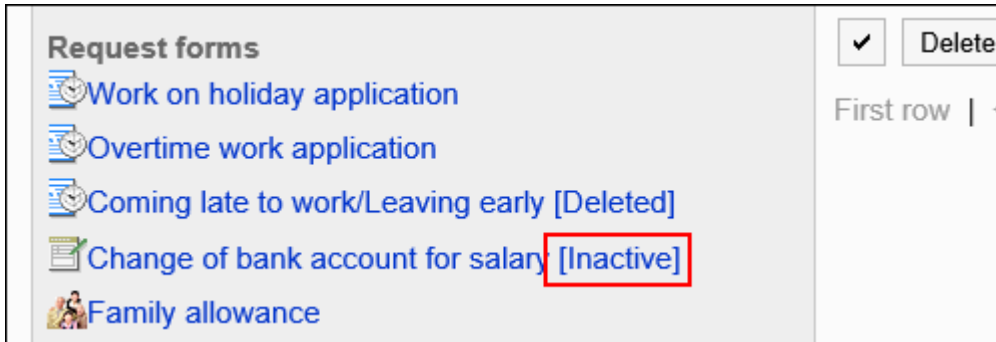 Request forms
Work on holiday application
Overtime work application
Coming late to work/Leaving early [Deleted]
Change of bank account for salary [Inactive]
Family allowance
Delete
First row |